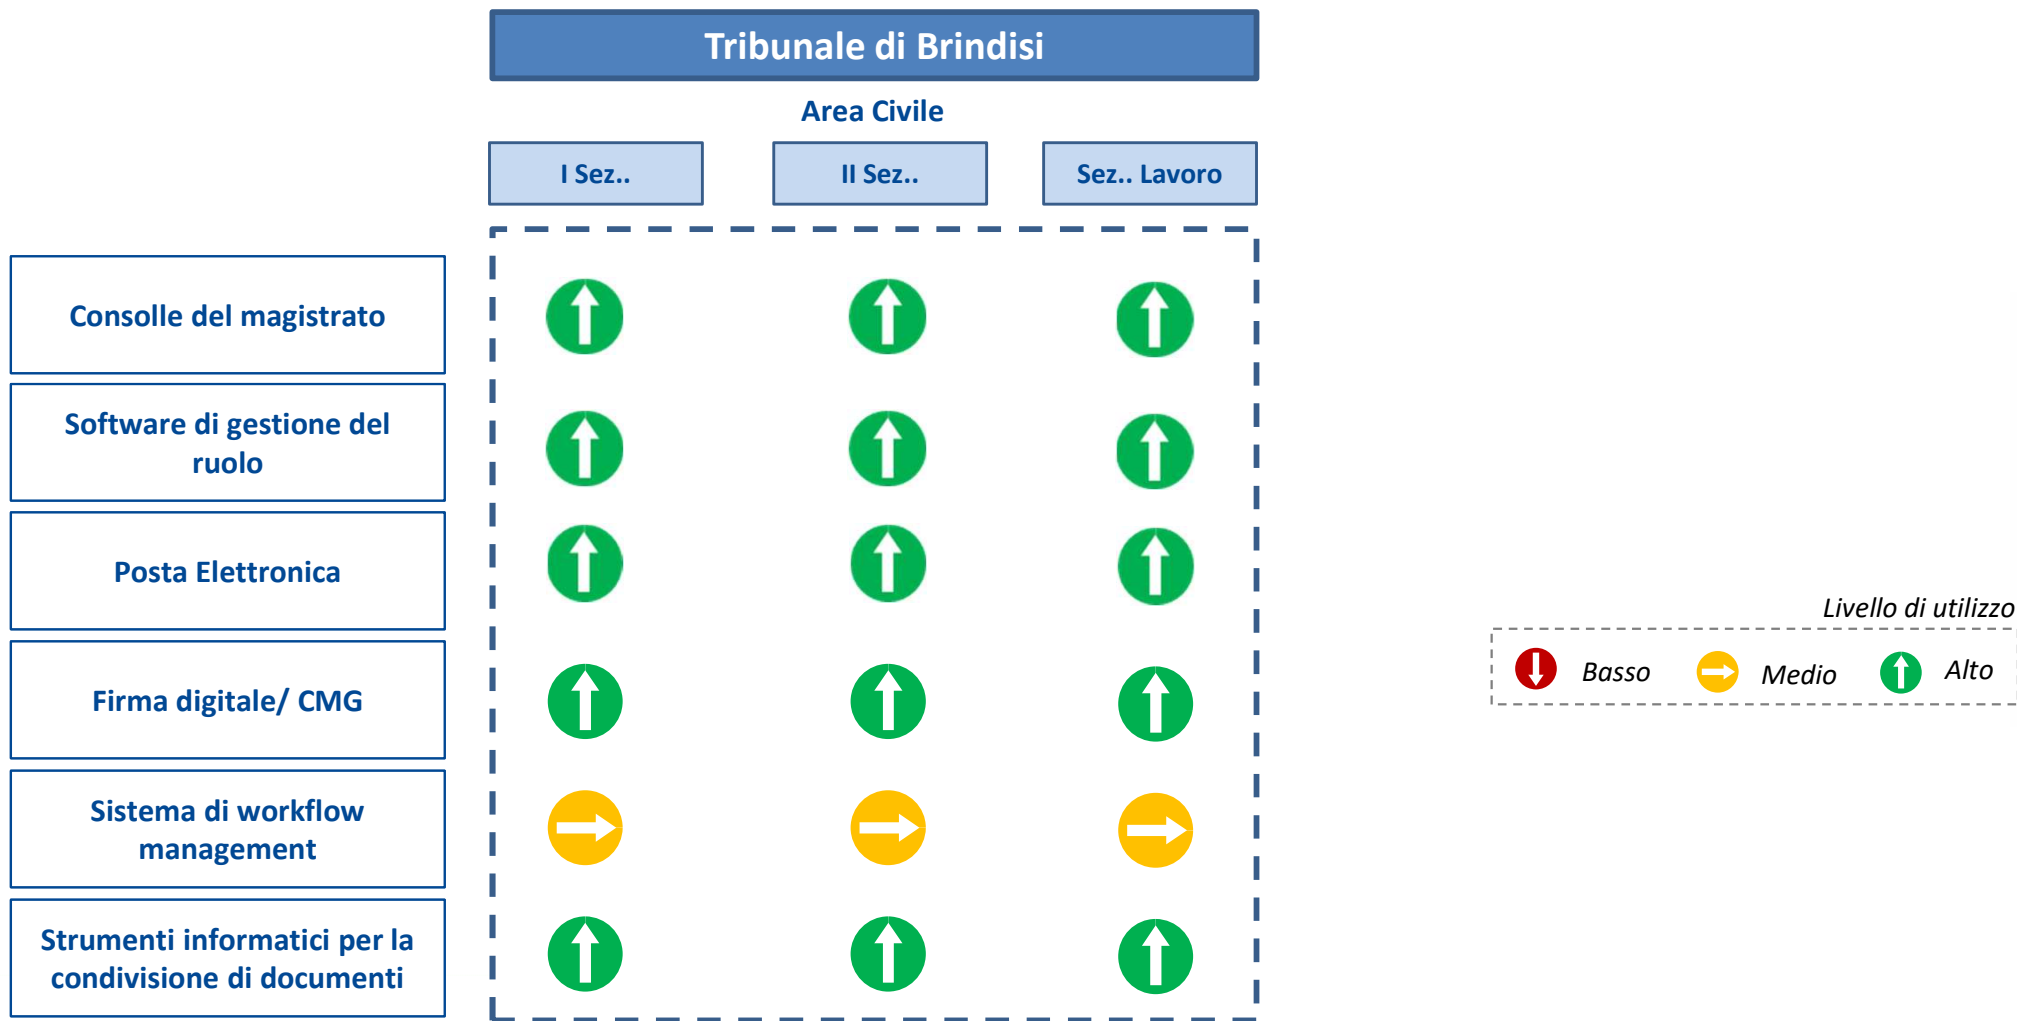 Tribunale di Brindisi
Area Civile
I Sez..
II Sez..
Sez.. Lavoro
Consolle del magistrato
Software di gestione del
ruolo
Posta Elettronica
Firma digitale/ CMG
Sistema di workflow
management
Strumenti informatici per la
condivisione di documenti
Livello di utilizzo
Basso
Medio
Alto